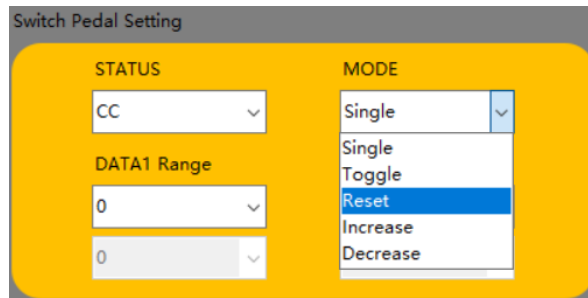 Switch Pedal Setting
STATUS
MODE
CC
Single
Single
Toggle
Reset
Increase
Decrease
DATA1 Range
0
0